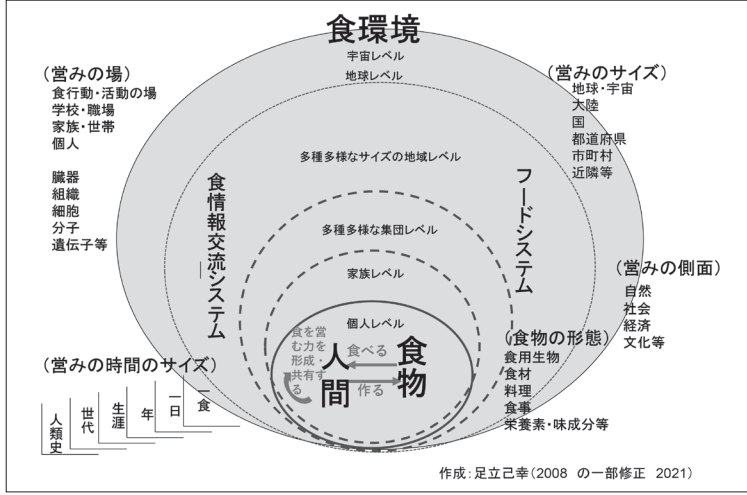 食環境
宇宙レベル
地球レベル
(営みの場)
食行動・活動の場
学校・職場
家族・世帯
個人
臓器
組織
細胞
分子
遺伝子等
(営みのサイズ)
地球・宇宙
大陸
国
都道府県
市町村
近隣等
多種多様なサイズの地域レベル
食情報交流システム
フードシステム
多種多様な集団レベル
家族レベル
個人レベル
(営みの側面)
自然
社会
経済
文化等
食を営
む力を
形成・
共有す
る
人間
食べる
作る
食物
(食物の形態)
食用生物
食材
料理
食事
栄養素・味成分等
(営みの時間のサイズ)
人類史
世代
生涯
年
一日
一食
作成:足立己幸(2008 の一部修正 2021)